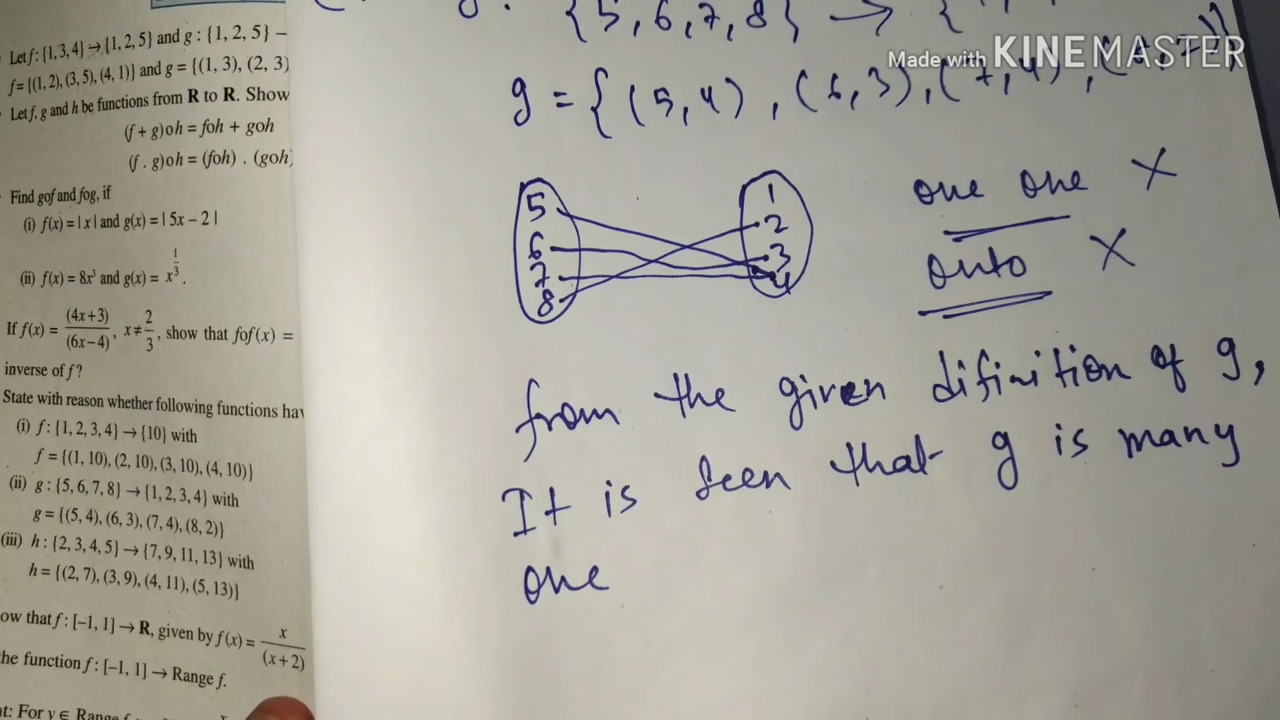 Let f : {1, 3, 4} → {1, 2, 5} and g : {1, 2, 5} –
f = {(1, 2), (3, 5), (4, 1)} and g = {(1, 3), (2, 3)
Let f, g and h be functions from R to R. Show
(f + g)oh = foh + goh
(f . g)oh = (foh) . (goh)
Find gof and fog, if
(i) f(x) = | x | and g(x) = | 5x – 2 |
(ii) f(x) = 8x³ and g(x) = x^(1/3).
If f(x) = (4x+3)/(6x–4), x ≠ 2/3, show that fof(x) =
inverse of f?
State with reason whether following functions hav
(i) f : {1, 2, 3, 4} → {10} with
f = {(1, 10), (2, 10), (3, 10), (4, 10)}
(ii) g : {5, 6, 7, 8} → {1, 2, 3, 4} with
g = {(5, 4), (6, 3), (7, 4), (8, 2)}
(iii) h : {2, 3, 4, 5} → {7, 9, 11, 13} with
h = {(2, 7), (3, 9), (4, 11), (5, 13)}
ow that f : [–1, 1] → R, given by f(x) = x/(x+2)
he function f : [–1, 1] → Range f.
nt: For y ∈ Range f
{5, 6, 7, 8} → {
Made with KINEMASTER
g = { (5, 4) , (6, 3) , (7, 4) , (8, 2) }
5
6
7
8
1
2
3
4
one one X
onto X
from the given difinition of g,
It is seen that g is many
one